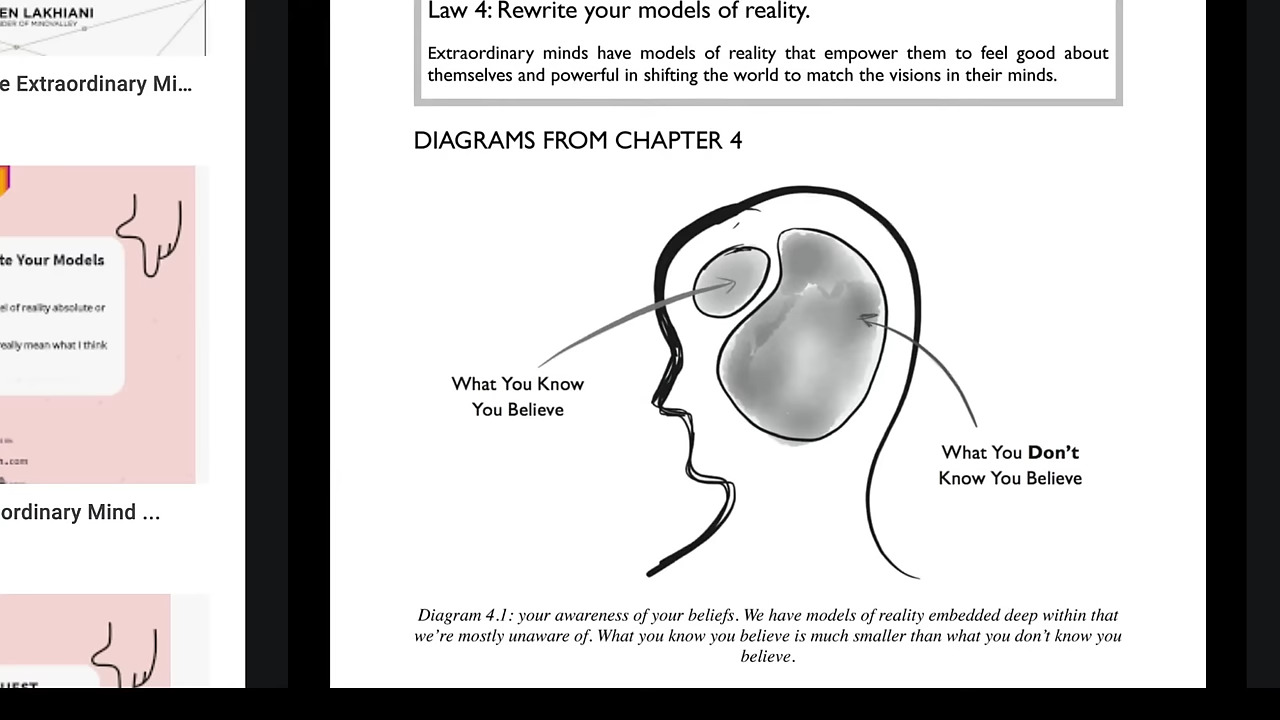 EN LAKHIANI
DER OF MINDVALLEY
e Extraordinary Mi...
te Your Models
el of reality absolute or
really mean what I think
ordinary Mind ...
Law 4: Rewrite your models of reality.
Extraordinary minds have models of reality that empower them to feel good about
themselves and powerful in shifting the world to match the visions in their minds.
DIAGRAMS FROM CHAPTER 4
What You Know
You Believe
What You Don't
Know You Believe
Diagram 4.1: your awareness of your beliefs. We have models of reality embedded deep within that
we're mostly unaware of. What you know you believe is much smaller than what you don't know you
believe.